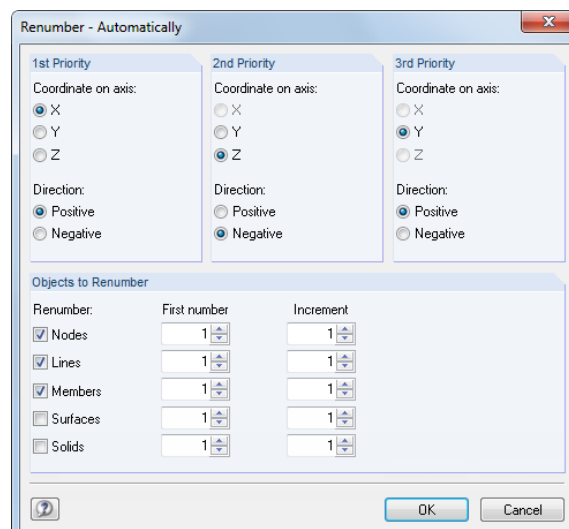 Renumber - Automatically
1st Priority
Coordinate on axis:
X
Y
Z
Direction:
Positive
Negative
2nd Priority
Coordinate on axis:
X
Y
Z
Direction:
Positive
Negative
3rd Priority
Coordinate on axis:
X
Y
Z
Direction:
Positive
Negative
Objects to Renumber
Renumber: First number Increment
Nodes 1 1
Lines 1 1
Members 1 1
Surfaces 1 1
Solids 1 1
OK Cancel